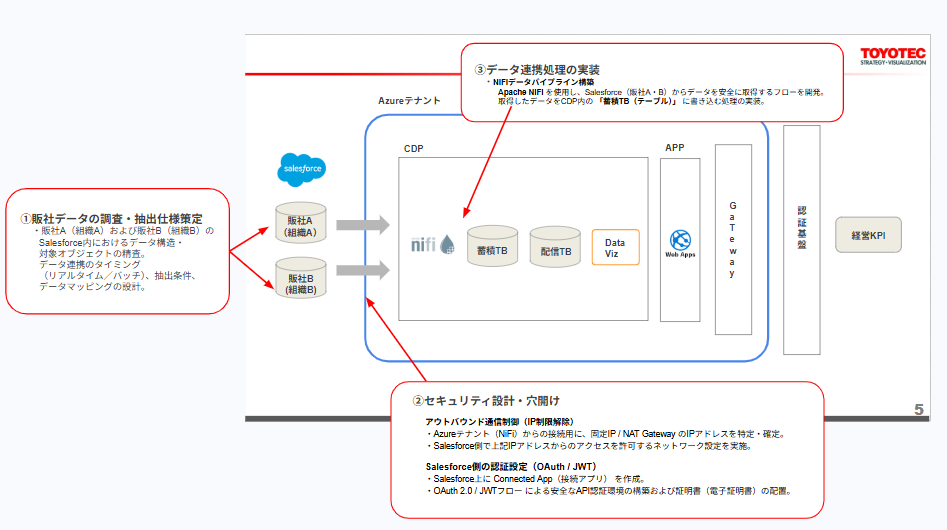 TOYOTEC
STRATEGY・VISUALIZATION
③データ連携処理の実装
・NIFIデータパイプライン構築
Apache NIFI を使用し、Salesforce（販社A・B）からデータを安全に取得するフローを開発。
取得したデータをCDP内の 「蓄積TB（テーブル）」 に書き込む処理の実装。
Azureテナント
CDP
APP
salesforce
①販社データの調査・抽出仕様策定
・販社A（組織A）および販社B（組織B）の
Salesforce内におけるデータ構造・
対象オブジェクトの精査。
データ連携のタイミング
（リアルタイム／バッチ）、抽出条件、
データマッピングの設計。
販社A
（組織A）
販社B
（組織B）
nifi
蓄積TB
配信TB
Data
Viz
Web Apps
GaTeway
認証基盤
経営KPI
②セキュリティ設計・穴開け
アウトバウンド通信制御（IP制限解除）
・Azureテナント（NiFi）からの接続用に、固定IP / NAT Gateway のIPアドレスを特定・確定。
・Salesforce側で上記IPアドレスからのアクセスを許可するネットワーク設定を実施。
Salesforce側の認証設定（OAuth / JWT）
・Salesforce上に Connected App（接続アプリ） を作成。
・OAuth 2.0 / JWTフロー による安全なAPI認証環境の構築および証明書（電子証明書）の配置。
5